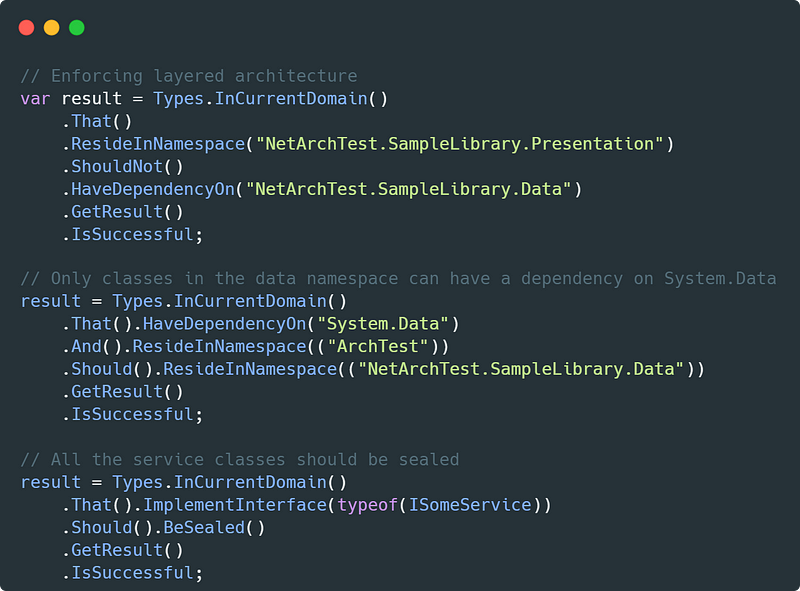 // Enforcing layered architecture
var result = Types.InCurrentDomain()
    .That()
    .ResideInNamespace("NetArchTest.SampleLibrary.Presentation")
    .ShouldNot()
    .HaveDependencyOn("NetArchTest.SampleLibrary.Data")
    .GetResult()
    .IsSuccessful;

// Only classes in the data namespace can have a dependency on System.Data
result = Types.InCurrentDomain()
    .That().HaveDependencyOn("System.Data")
    .And().ResideInNamespace(("ArchTest"))
    .Should().ResideInNamespace(("NetArchTest.SampleLibrary.Data"))
    .GetResult()
    .IsSuccessful;

// All the service classes should be sealed
result = Types.InCurrentDomain()
    .That().ImplementInterface(typeof(ISomeService))
    .Should().BeSealed()
    .GetResult()
    .IsSuccessful;